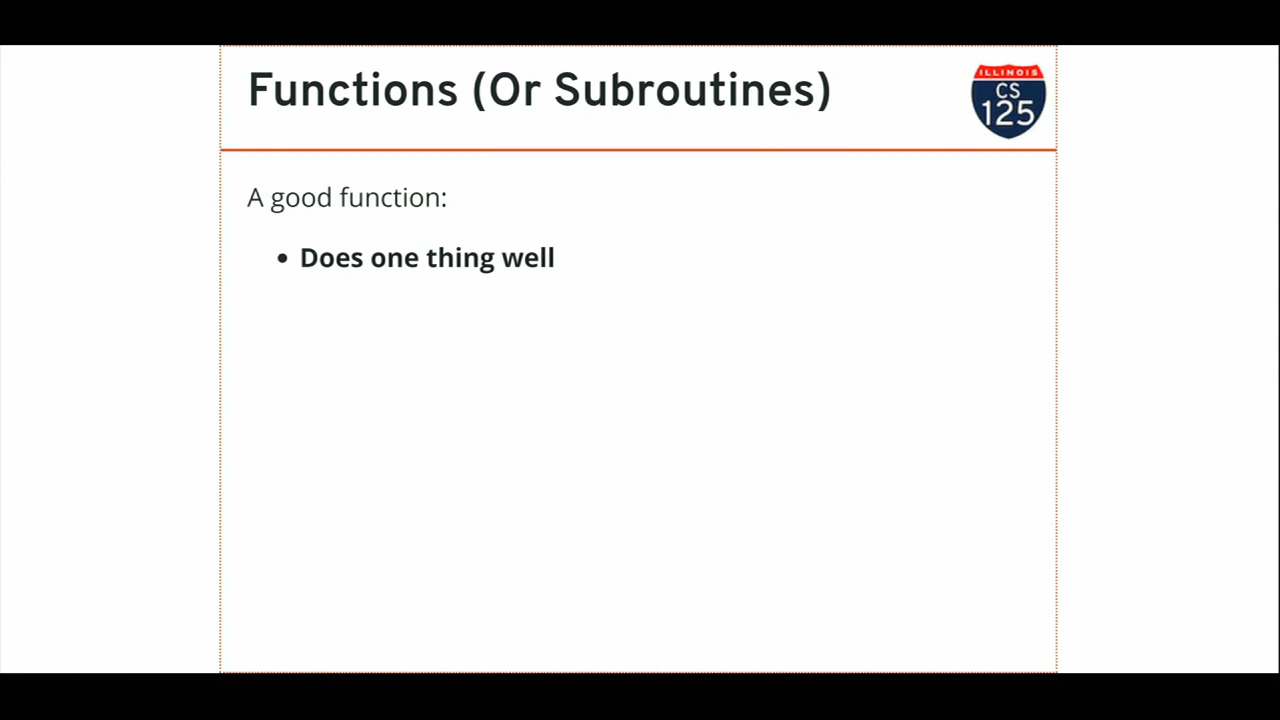 Functions (Or Subroutines)
ILLINOIS
CS
125
A good function:
• Does one thing well